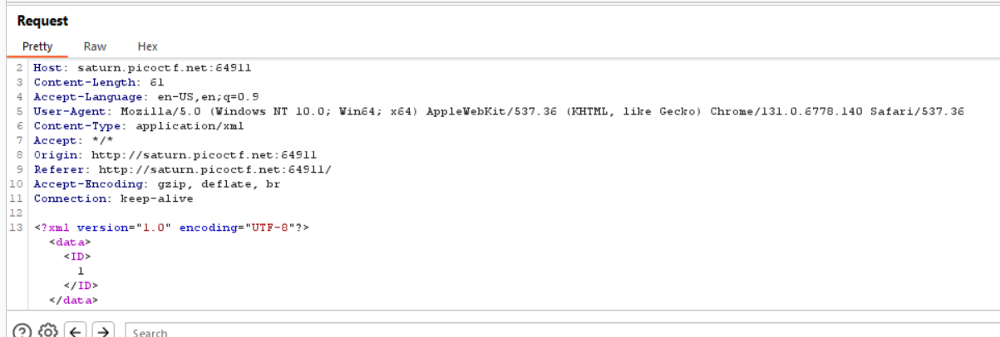 Request
Pretty Raw Hex
2 Host: saturn.picoctf.net:64911
3 Content-Length: 61
4 Accept-Language: en-US,en;q=0.9
5 User-Agent: Mozilla/5.0 (Windows NT 10.0; Win64; x64) AppleWebKit/537.36 (KHTML, like Gecko) Chrome/131.0.6778.140 Safari/537.36
6 Content-Type: application/xml
7 Accept: */*
8 Origin: http://saturn.picoctf.net:64911
9 Referer: http://saturn.picoctf.net:64911/
10 Accept-Encoding: gzip, deflate, br
11 Connection: keep-alive
12
13 <?xml version="1.0" encoding="UTF-8"?>
<data>
<ID>
1
</ID>
</data>
Search